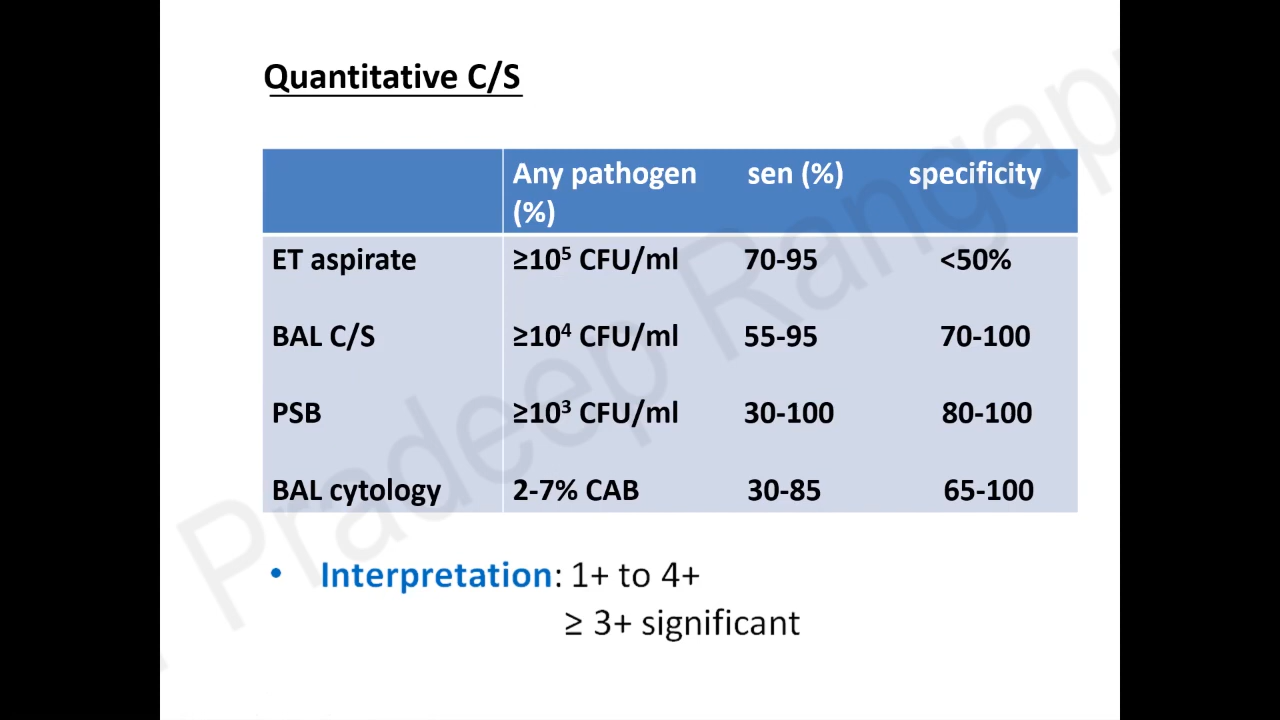 Quantitative C/S
Any pathogen (%) sen (%) specificity
ET aspirate ≥10⁵ CFU/ml 70-95 <50%
BAL C/S ≥10⁴ CFU/ml 55-95 70-100
PSB ≥10³ CFU/ml 30-100 80-100
BAL cytology 2-7% CAB 30-85 65-100
• Interpretation: 1+ to 4+
≥ 3+ significant
Pradeep Rangap